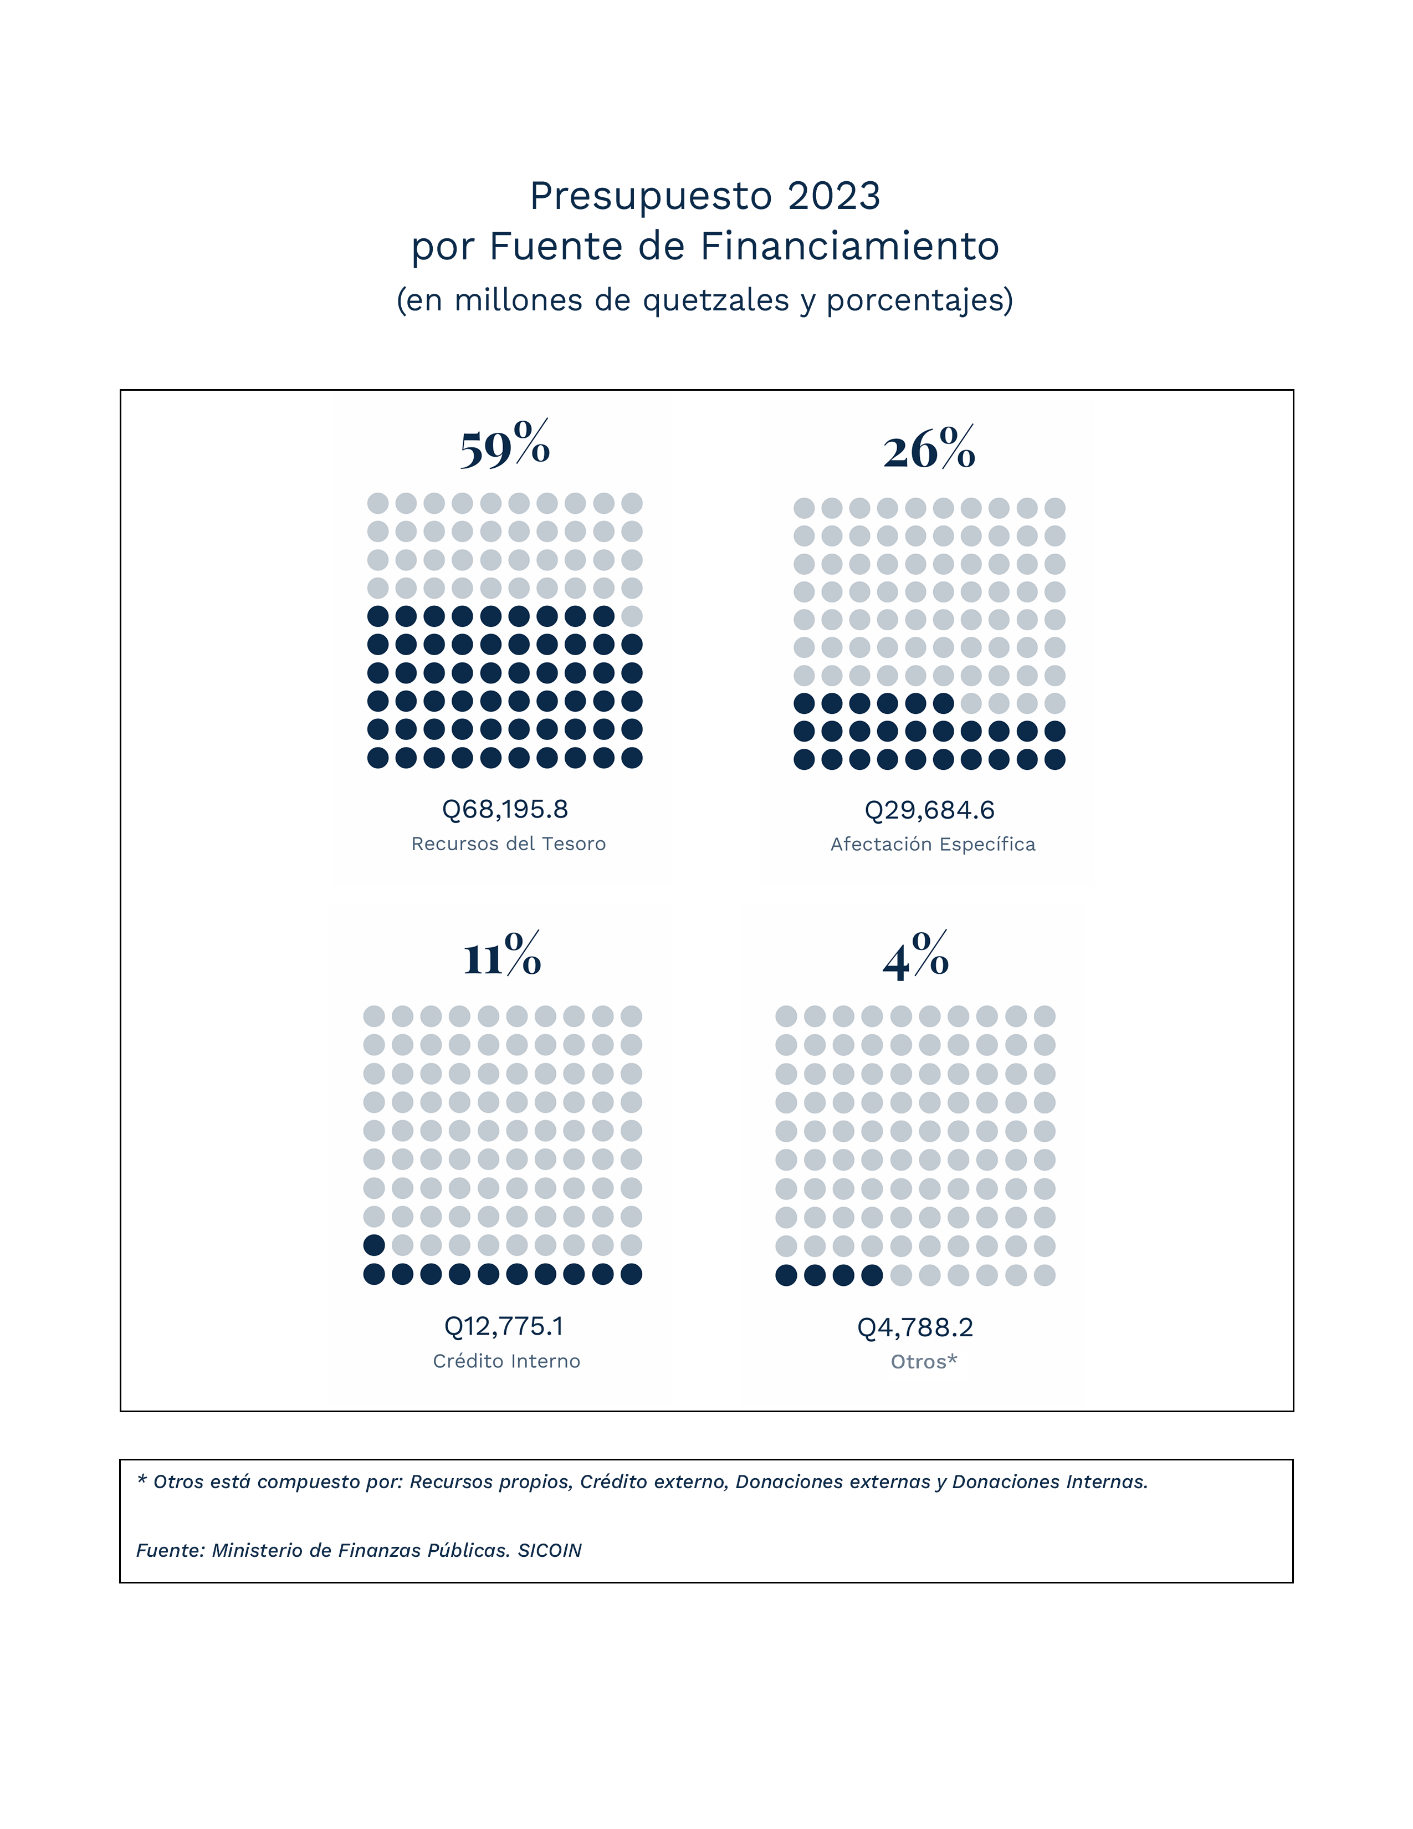 Presupuesto 2023
por Fuente de Financiamiento
(en millones de quetzales y porcentajes)
59%
26%
Q68,195.8
Recursos del Tesoro
Q29,684.6
Afectación Específica
11%
4%
Q12,775.1
Crédito Interno
Q4,788.2
Otros*
* Otros está compuesto por: Recursos propios, Crédito externo, Donaciones externas y Donaciones Internas.
Fuente: Ministerio de Finanzas Públicas. SICOIN